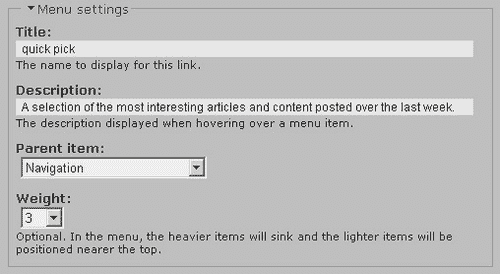 Menu settings
Title:
quick pick
The name to display for this link.
Description:
A selection of the most interesting articles and content posted over the last week.
The description displayed when hovering over a menu item.
Parent item:
Navigation
Weight:
3
Optional. In the menu, the heavier items will sink and the lighter items will be
positioned nearer the top.